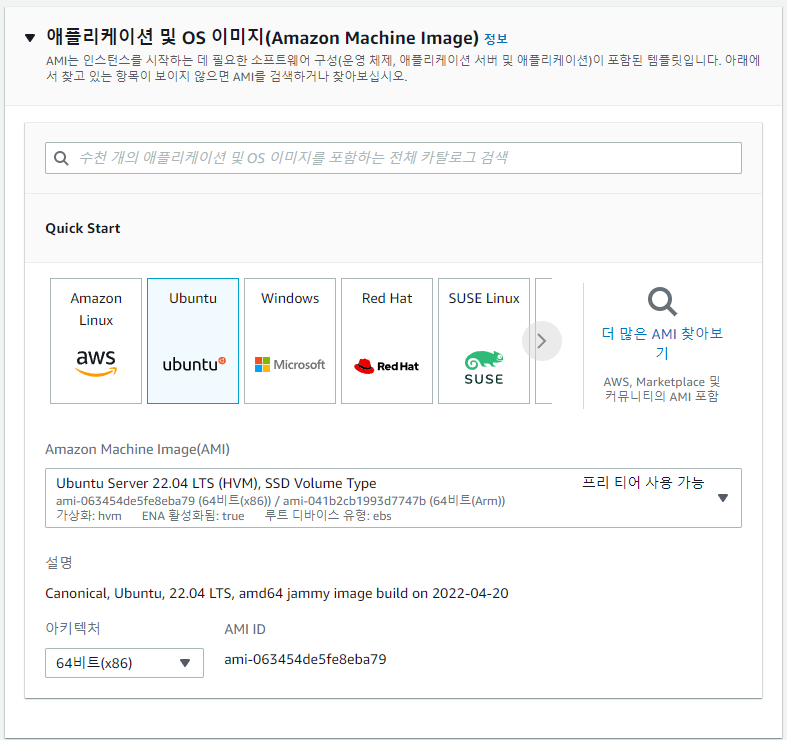 애플리케이션 및 OS 이미지(Amazon Machine Image) 정보
AMI는 인스턴스를 시작하는 데 필요한 소프트웨어 구성(운영 체제, 애플리케이션 서버 및 애플리케이션)이 포함된 템플릿입니다. 아래에
서 찾고 있는 항목이 보이지 않으면 AMI를 검색하거나 찾아보십시오.
수천 개의 애플리케이션 및 OS 이미지를 포함하는 전체 카탈로그 검색
Quick Start
Amazon
Linux
aws
Ubuntu
ubuntu
Windows
Microsoft
Red Hat
Red Hat
SUSE Linux
SUSE
더 많은 AMI 찾아보
기
AWS, Marketplace 및
커뮤니티의 AMI 포함
Amazon Machine Image(AMI)
Ubuntu Server 22.04 LTS (HVM), SSD Volume Type
프리 티어 사용 가능
ami-063454de5fe8eba79 (64비트(x86)) / ami-041b2cb1993d7747b (64비트(Arm))
가상화: hvm ENA 활성화됨: true 루트 디바이스 유형: ebs
설명
Canonical, Ubuntu, 22.04 LTS, amd64 jammy image build on 2022-04-20
아키텍처
64비트(x86)
AMI ID
ami-063454de5fe8eba79